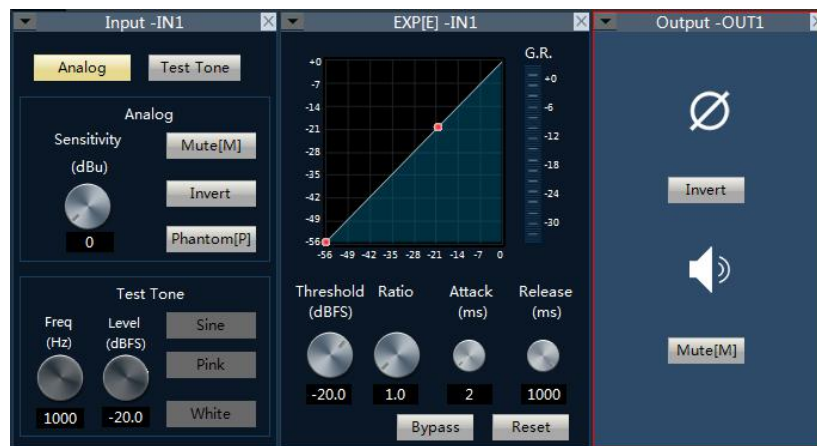 Input -IN1
Analog
Test Tone
Analog
Sensitivity
(dBu)
0
Mute[M]
Invert
Phantom[P]
Test Tone
Freq
(Hz)
1000
Level
(dBFS)
-20.0
Sine
Pink
White
EXP[E] -IN1
+0
-7
-14
-21
-28
-35
-42
-49
-56
-56 -49 -42 -35 -28 -21 -14 -7 0
G.R.
+0
-6
-12
-18
-24
-30
Threshold
(dBFS)
-20.0
Ratio
1.0
Attack
(ms)
2
Release
(ms)
1000
Bypass
Reset
Output -OUT1
Invert
Mute[M]